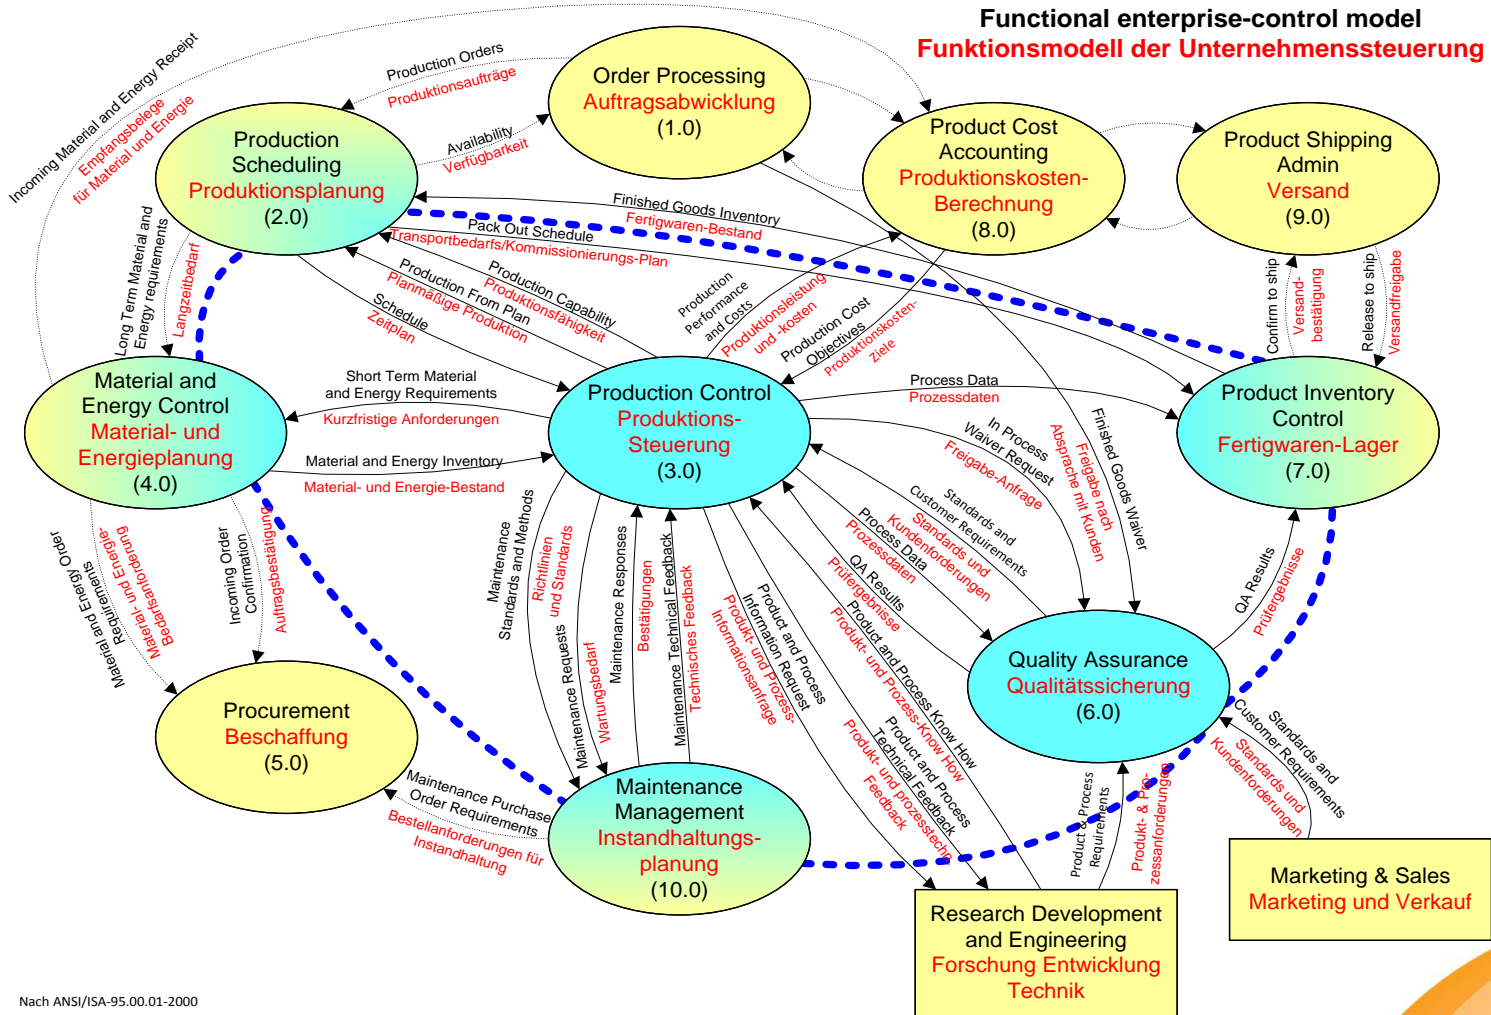 Functional enterprise-control model
Funktionsmodell der Unternehmenssteuerung
Incoming Material and Energy Receipt
Empfangsbelege
für Material und Energie
Production Orders
Produktionsaufträge
Availability
Verfügbarkeit
Order Processing
Auftragsabwicklung
(1.0)
Production
Scheduling
Produktionsplanung
(2.0)
Product Cost
Accounting
Produktionskosten-
Berechnung
(8.0)
Product Shipping
Admin
Versand
(9.0)
Finished Goods Inventory
Fertigwaren-Bestand
Pack Out Schedule
Transportbedarfs/Kommissionierungs-Plan
Long Term Material and
Energy requirements
Langzeitbedarf
Schedule
Zeitplan
Production From Plan
Planmäßige Produktion
Production Capability
Produktionsfähigkeit
Production
Performance
and Costs
Produktionsleistung
und -kosten
Production Cost
Objectives
Produktionskosten-
Ziele
Confirm to ship
Versand-
bestätigung
Release to ship
Versandfreigabe
Material and
Energy Control
Material- und
Energieplanung
(4.0)
Short Term Material
and Energy Requirements
Kurzfristige Anforderungen
Material and Energy Inventory
Material- und Energie-Bestand
Production Control
Produktions-
Steuerung
(3.0)
Process Data
Prozessdaten
Product Inventory
Control
Fertigwaren-Lager
(7.0)
In Process
Waiver Request
Freigabe-Anfrage
Finished Goods Waiver
Freigabe nach
Absprache mit Kunden
Standards and
Customer Requirements
Standards und
Kundenforderungen
Process Data
Prozessdaten
QA Results
Prüfergebnisse
Product and Process Know How
Produkt- und Prozess-Know How
Product and Process
Technical Feedback
Produkt- und prozesstechn.
Feedback
Product and Process
Information Request
Produkt- und Prozess-
Informationsanfrage
Maintenance
Standards and Methods
Richtlinien
und Standards
Maintenance Requests
Wartungsbedarf
Maintenance Responses
Bestätigungen
Maintenance Technical Feedback
Technisches Feedback
Material and Energy Order
Requirements
Material- und Energie-
Bedarfsanforderung
Incoming Order
Confirmation
Auftragsbestätigung
Procurement
Beschaffung
(5.0)
Maintenance Purchase
Order Requirements
Bestellanforderungen für
Instandhaltung
Maintenance
Management
Instandhaltungs-
planung
(10.0)
Quality Assurance
Qualitätssicherung
(6.0)
QA Results
Prüfergebnisse
Standards and
Customer Requirements
Standards und
Kundenforderungen
Product & Process
Requirements
Produkt- & Pro-
zessanforderungen
Research Development
and Engineering
Forschung Entwicklung
Technik
Marketing & Sales
Marketing und Verkauf
Nach ANSI/ISA-95.00.01-2000